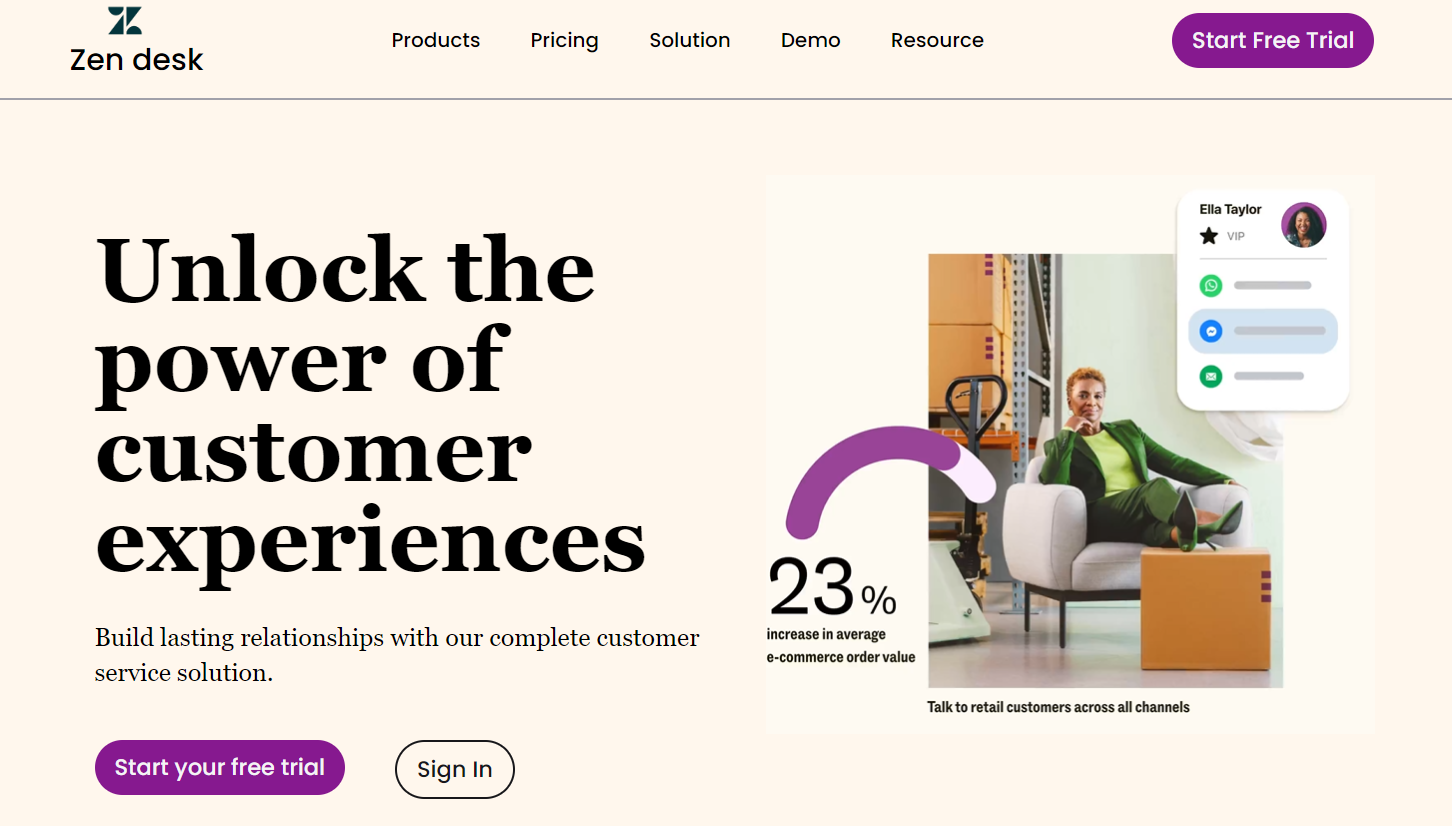 Zen desk
Products
Pricing
Solution
Demo
Resource
Start Free Trial
Unlock the
power of
customer
experiences
Build lasting relationships with our complete customer
service solution.
Start your free trial
Sign In
Ella Taylor
VIP
23%
increase in average
e-commerce order value
Talk to retail customers across all channels